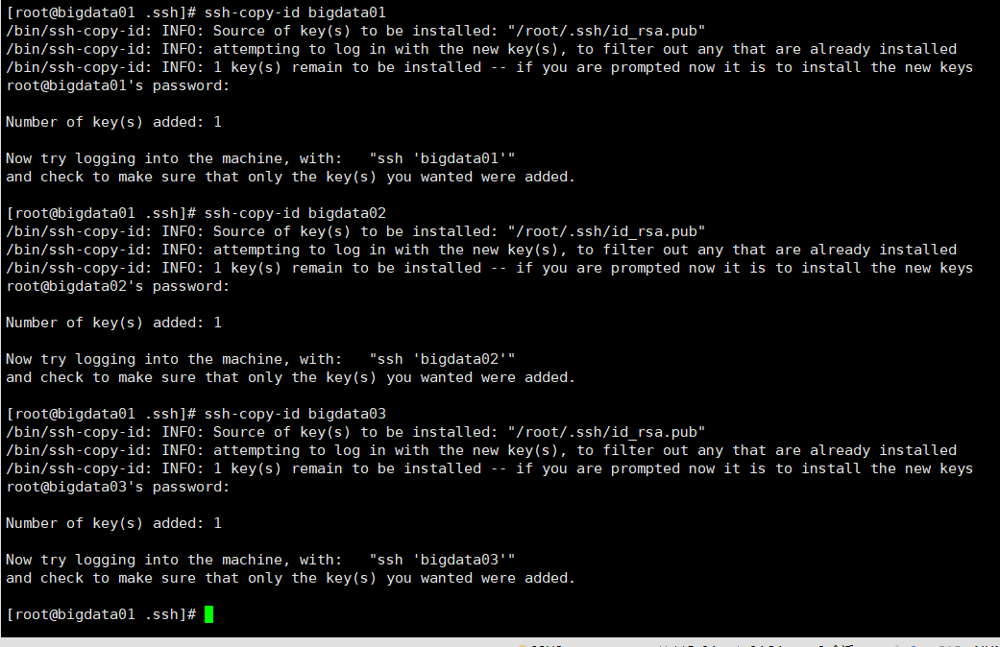 [root@bigdata01 .ssh]# ssh-copy-id bigdata01
/bin/ssh-copy-id: INFO: Source of key(s) to be installed: "/root/.ssh/id_rsa.pub"
/bin/ssh-copy-id: INFO: attempting to log in with the new key(s), to filter out any that are already installed
/bin/ssh-copy-id: INFO: 1 key(s) remain to be installed -- if you are prompted now it is to install the new keys
root@bigdata01's password:
Number of key(s) added: 1
Now try logging into the machine, with:   "ssh 'bigdata01'"
and check to make sure that only the key(s) you wanted were added.
[root@bigdata01 .ssh]# ssh-copy-id bigdata02
/bin/ssh-copy-id: INFO: Source of key(s) to be installed: "/root/.ssh/id_rsa.pub"
/bin/ssh-copy-id: INFO: attempting to log in with the new key(s), to filter out any that are already installed
/bin/ssh-copy-id: INFO: 1 key(s) remain to be installed -- if you are prompted now it is to install the new keys
root@bigdata02's password:
Number of key(s) added: 1
Now try logging into the machine, with:   "ssh 'bigdata02'"
and check to make sure that only the key(s) you wanted were added.
[root@bigdata01 .ssh]# ssh-copy-id bigdata03
/bin/ssh-copy-id: INFO: Source of key(s) to be installed: "/root/.ssh/id_rsa.pub"
/bin/ssh-copy-id: INFO: attempting to log in with the new key(s), to filter out any that are already installed
/bin/ssh-copy-id: INFO: 1 key(s) remain to be installed -- if you are prompted now it is to install the new keys
root@bigdata03's password:
Number of key(s) added: 1
Now try logging into the machine, with:   "ssh 'bigdata03'"
and check to make sure that only the key(s) you wanted were added.
[root@bigdata01 .ssh]#